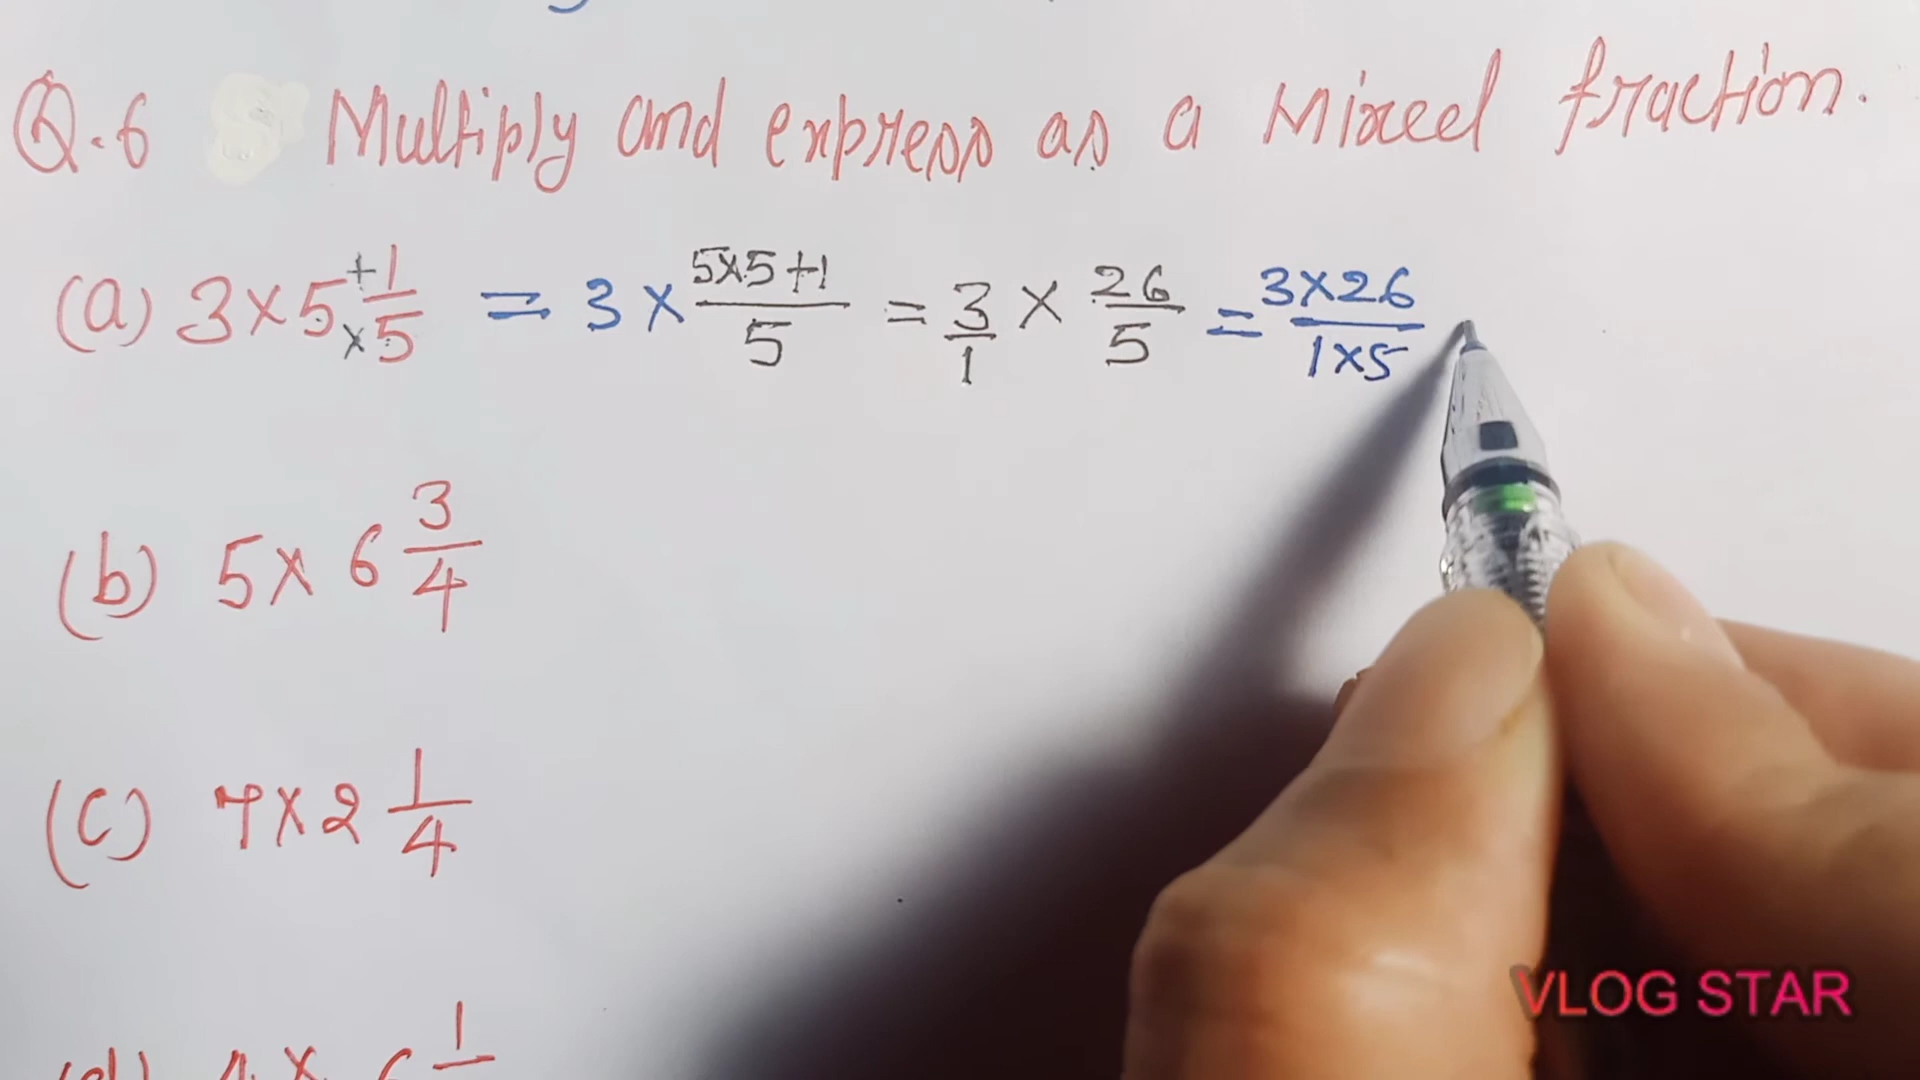 Q.6 Multiply and express as a Mixed fraction.
(a) 3 × 5 + 1/5 × = 3 × 5×5+1/5 = 3/1 × 26/5 = 3×26/1×5
(b) 5 × 6 3/4
(c) 7 × 2 1/4
VLOG STAR